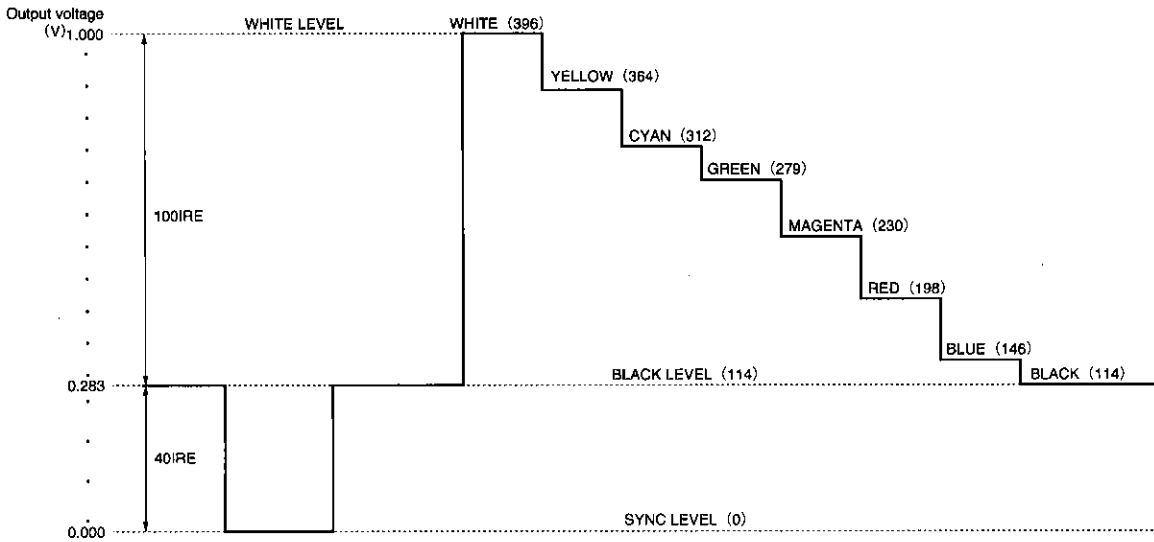 Output voltage
(V)
1.000
WHITE LEVEL
WHITE (396)
YELLOW (364)
CYAN (312)
GREEN (279)
100IRE
MAGENTA (230)
RED (198)
BLUE (146)
0.283
BLACK LEVEL (114)
BLACK (114)
40IRE
SYNC LEVEL (0)
0.000